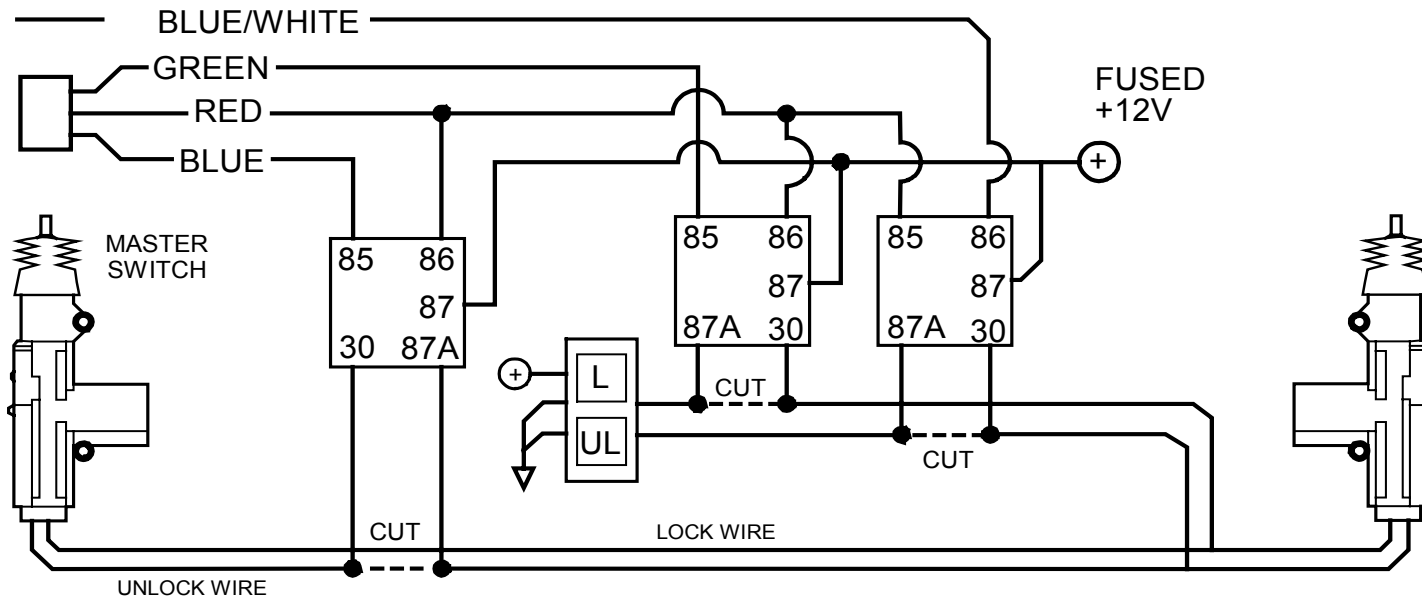 BLUE/WHITE
GREEN
RED
BLUE
FUSED
+12V
+
MASTER
SWITCH
85 86
87
30 87A
85 86
87
87A 30
85 86
87
87A 30
+
L
UL
CUT
CUT
CUT
LOCK WIRE
UNLOCK WIRE